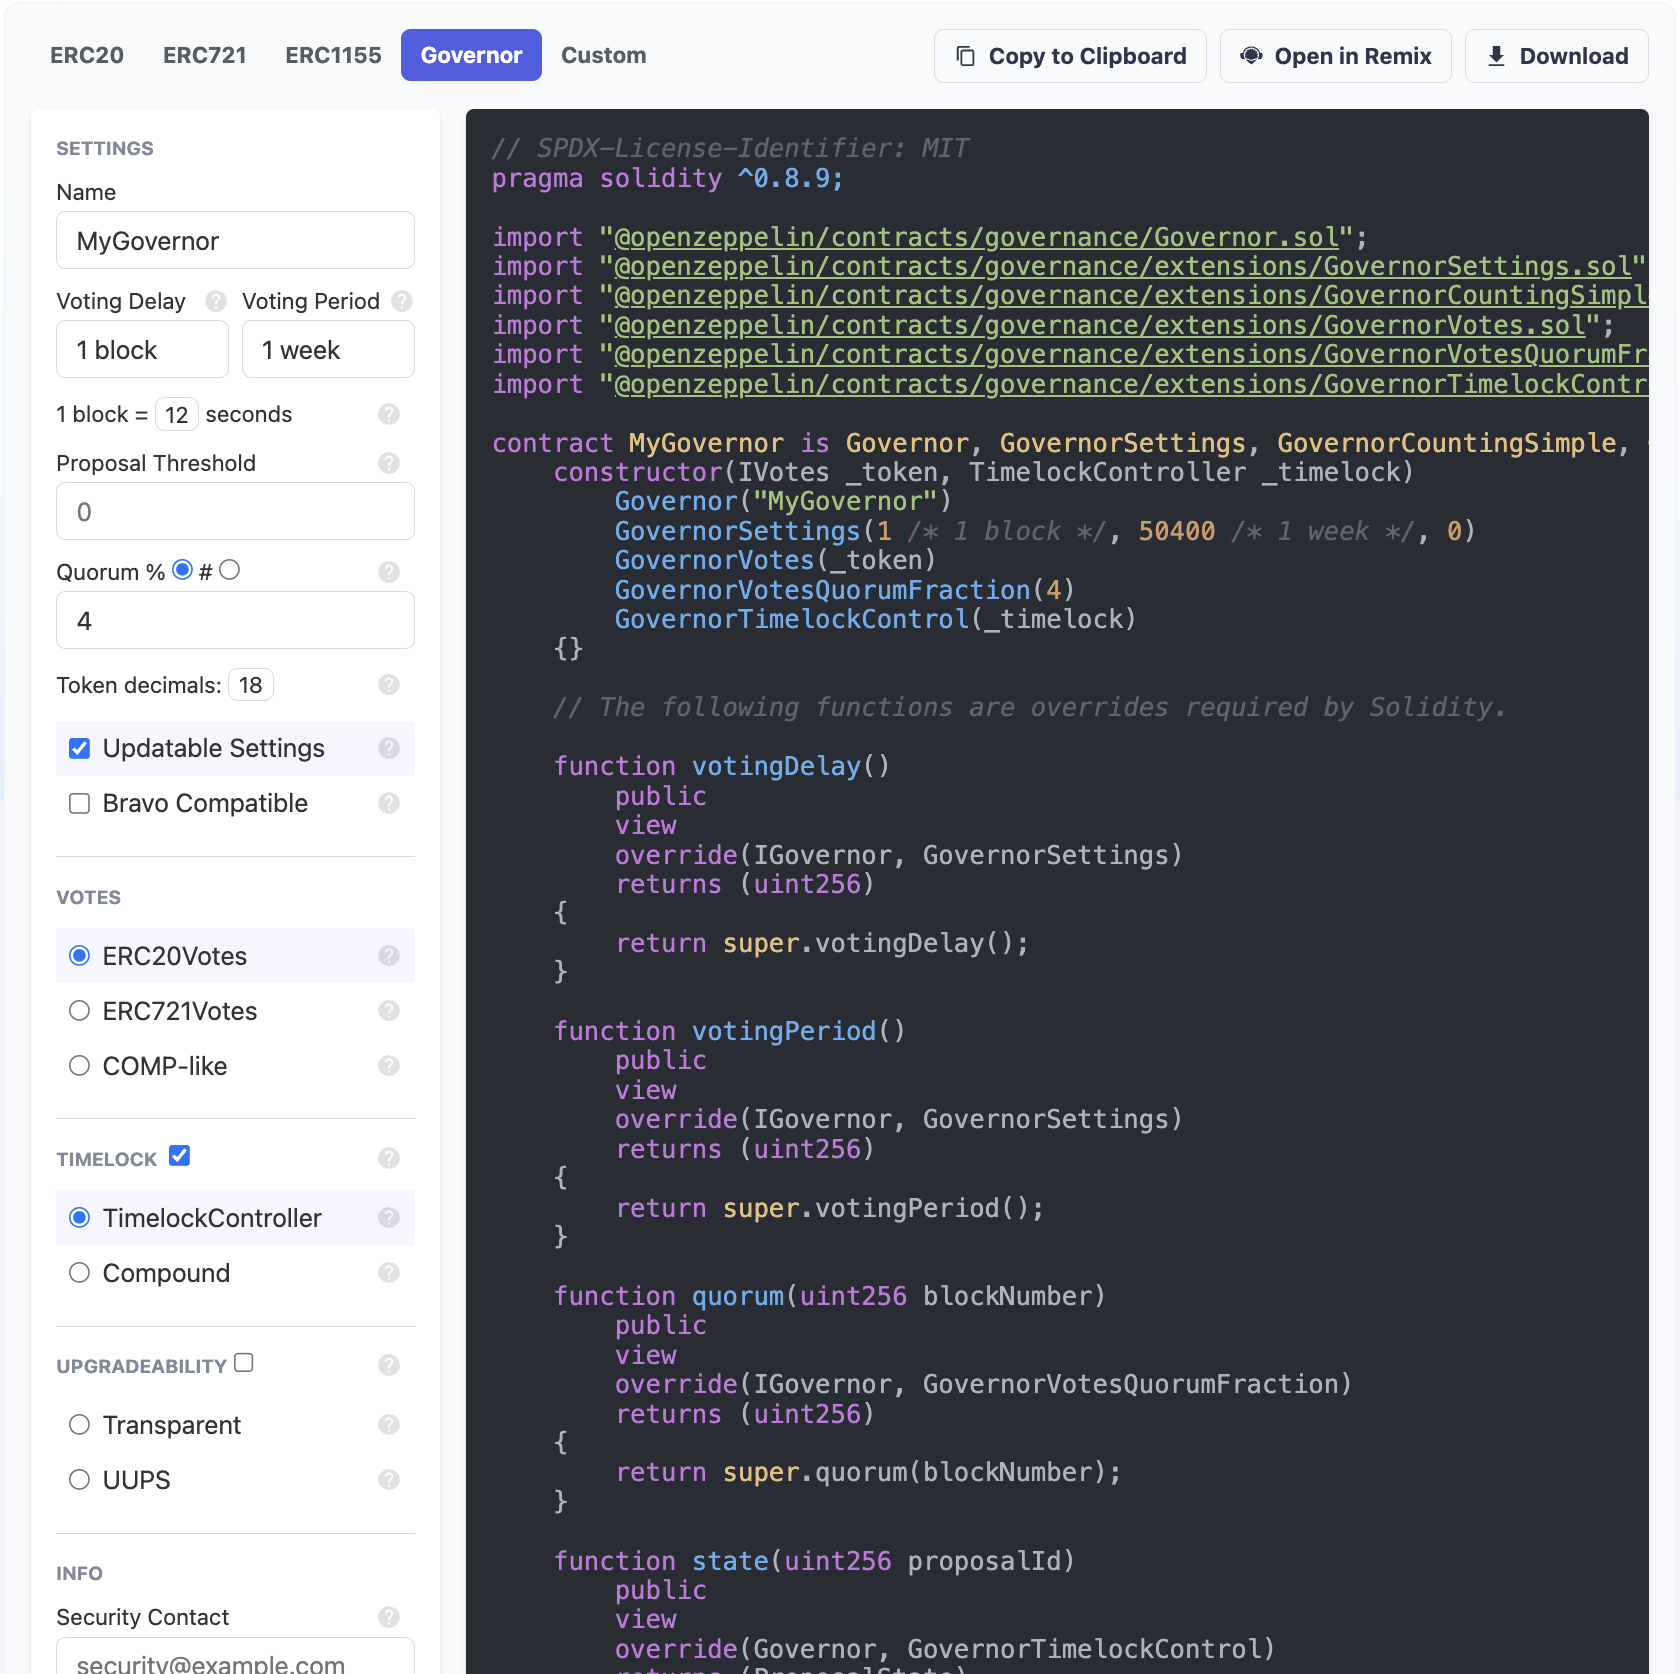 ERC20 ERC721 ERC1155 Governor Custom
Copy to Clipboard Open in Remix Download
SETTINGS
Name
MyGovernor
Voting Delay ? Voting Period ?
1 block 1 week
1 block = 12 seconds ?
Proposal Threshold ?
0
Quorum % # ?
4
Token decimals: 18 ?
Updatable Settings ?
Bravo Compatible ?
VOTES
ERC20Votes ?
ERC721Votes ?
COMP-like ?
TIMELOCK ?
TimelockController ?
Compound ?
UPGRADEABILITY ?
Transparent ?
UUPS ?
INFO
Security Contact ?
security@example.com
// SPDX-License-Identifier: MIT
pragma solidity ^0.8.9;
import "@openzeppelin/contracts/governance/Governor.sol";
import "@openzeppelin/contracts/governance/extensions/GovernorSettings.sol"
import "@openzeppelin/contracts/governance/extensions/GovernorCountingSimpl
import "@openzeppelin/contracts/governance/extensions/GovernorVotes.sol";
import "@openzeppelin/contracts/governance/extensions/GovernorVotesQuorumFr
import "@openzeppelin/contracts/governance/extensions/GovernorTimelockContr
contract MyGovernor is Governor, GovernorSettings, GovernorCountingSimple,
constructor(IVotes _token, TimelockController _timelock)
Governor("MyGovernor")
GovernorSettings(1 /* 1 block */, 50400 /* 1 week */, 0)
GovernorVotes(_token)
GovernorVotesQuorumFraction(4)
GovernorTimelockControl(_timelock)
{}
// The following functions are overrides required by Solidity.
function votingDelay()
public
view
override(IGovernor, GovernorSettings)
returns (uint256)
{
return super.votingDelay();
}
function votingPeriod()
public
view
override(IGovernor, GovernorSettings)
returns (uint256)
{
return super.votingPeriod();
}
function quorum(uint256 blockNumber)
public
view
override(IGovernor, GovernorVotesQuorumFraction)
returns (uint256)
{
return super.quorum(blockNumber);
}
function state(uint256 proposalId)
public
view
override(Governor, GovernorTimelockControl)
returns (ProposalState)